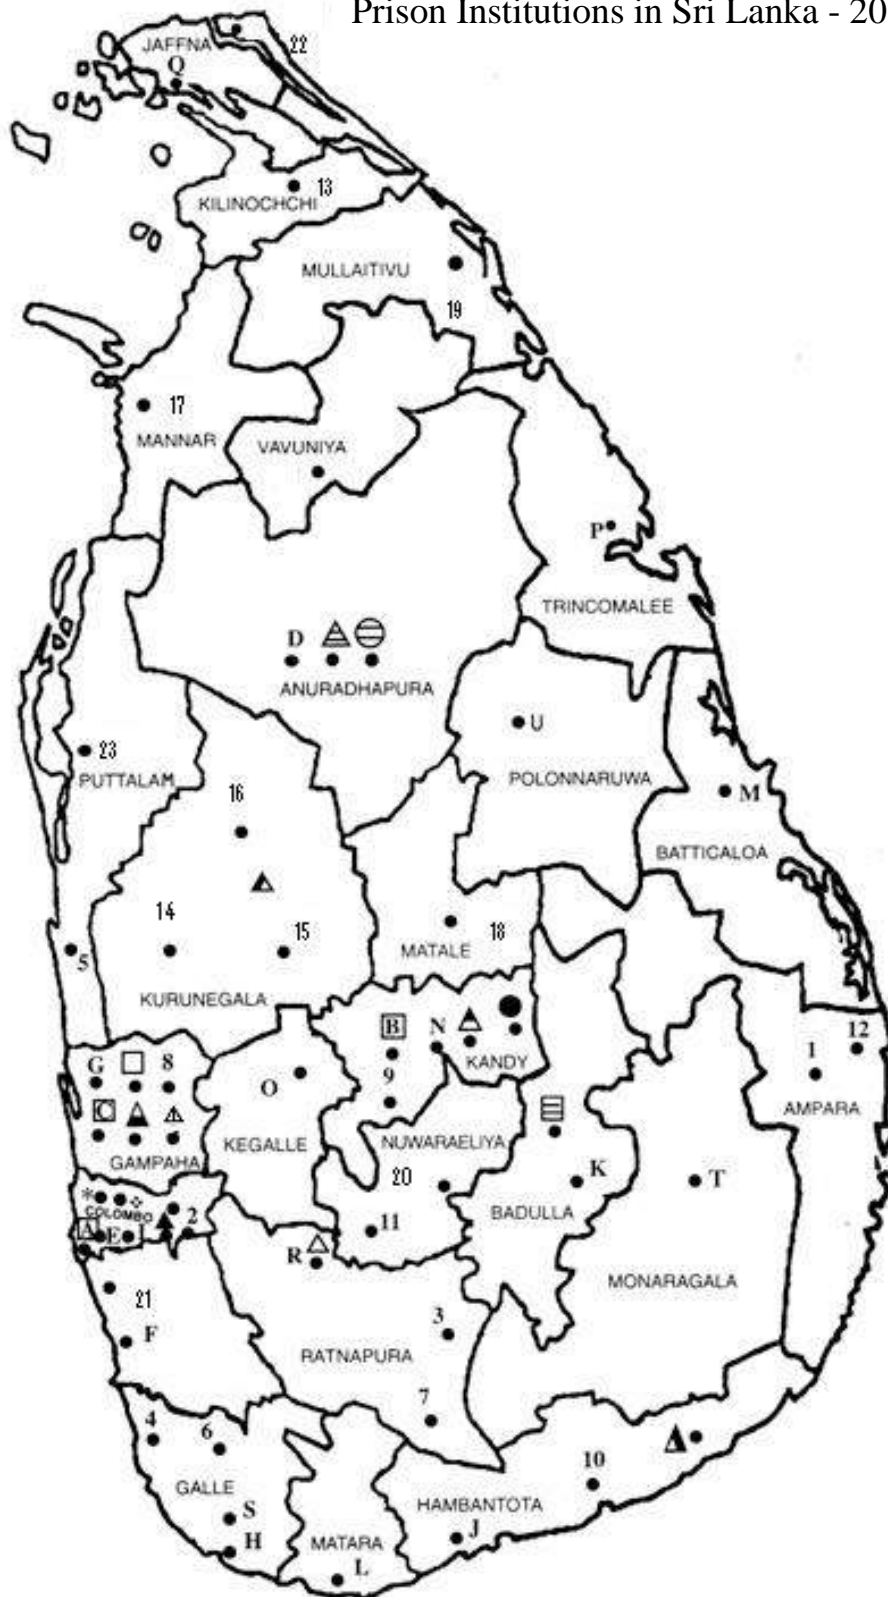 Prison Institutions in Sri Lanka - 20
22
JAFFNA
Q
13
KILINOCHCHI
MULLAITIVU
19
17
MANNAR
VAVUNIYA
P
TRINCOMALEE
D
ANURADHAPURA
U
23
PUTTALAM
POLONNARUWA
M
16
BATTICALOA
14
15
18
MATALE
5
KURUNEGALA
B N
KANDY
12
1
G 8
O
9
AMPARA
C
KEGALLE
NUWARAELIYA
GAMPAHA
20
K
T
*
COLOMBO
2
BADULLA
A E I
11
R
MONARAGALA
21
3
F
RATNAPURA
7
4
6
10
GALLE
HAMBANTOTA
S
J
H
MATARA
L